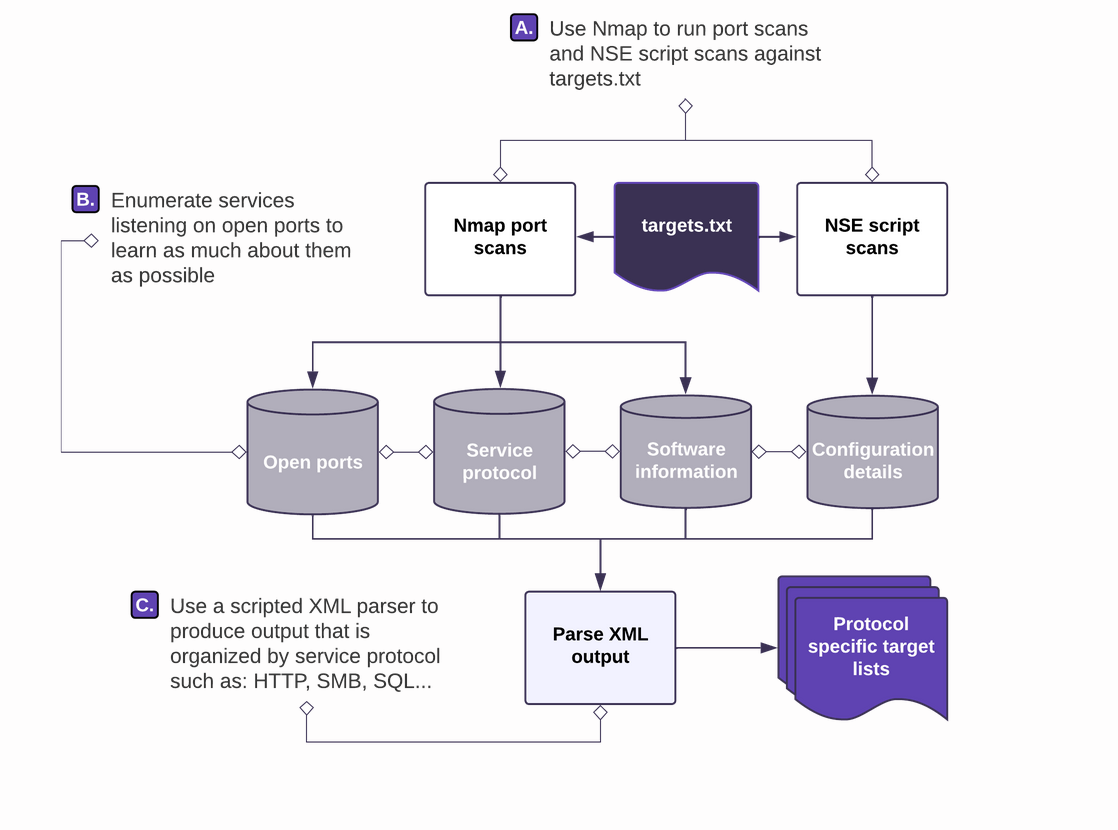 A.
Use Nmap to run port scans
and NSE script scans against
targets.txt
B.
Enumerate services
listening on open ports to
learn as much about them
as possible
Nmap port
scans
targets.txt
NSE script
scans
Open ports
Service
protocol
Software
information
Configuration
details
C.
Use a scripted XML parser to
produce output that is
organized by service protocol
such as: HTTP, SMB, SQL...
Parse XML
output
Protocol
specific target
lists